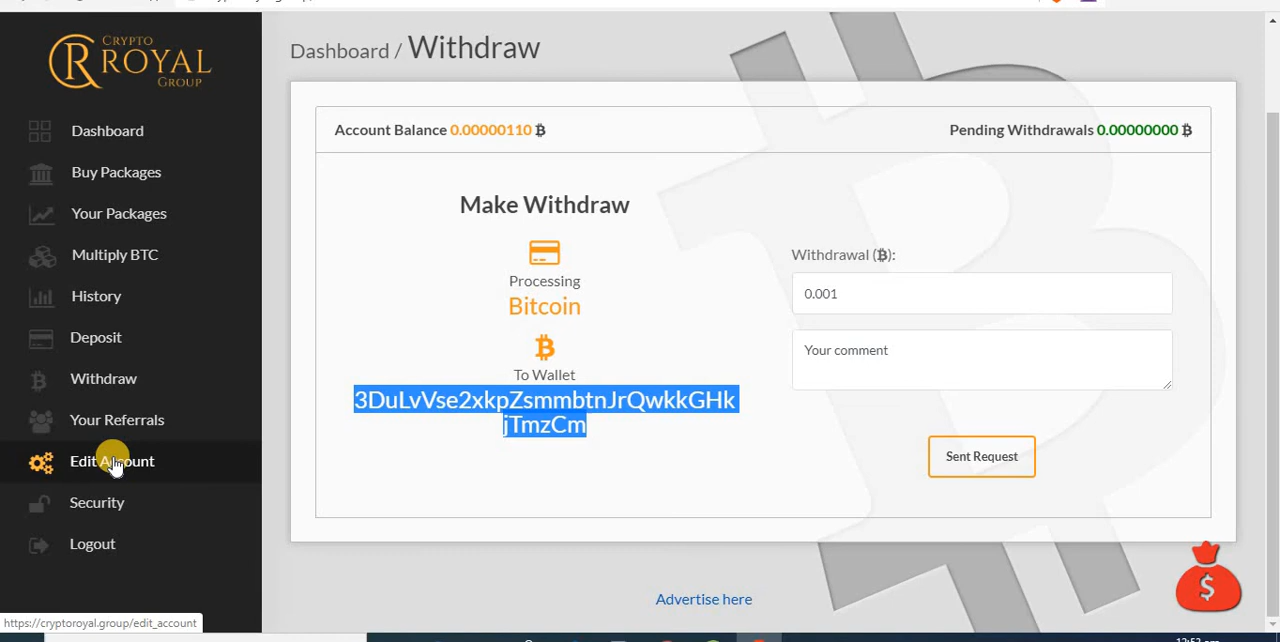 CRYPTO
ROYAL
GROUP
Dashboard
Buy Packages
Your Packages
Multiply BTC
History
Deposit
Withdraw
Your Referrals
Edit Account
Security
Logout
https://cryptoroyal.group/edit_account
Dashboard / Withdraw
Account Balance 0.00000110 ₿
Pending Withdrawals 0.00000000 ₿
Make Withdraw
Processing
Bitcoin
To Wallet
3DuLvVse2xkpZsmmbtnJrQwkkGHk
jTmzCm
Withdrawal (₿):
0.001
Your comment
Sent Request
Advertise here
$